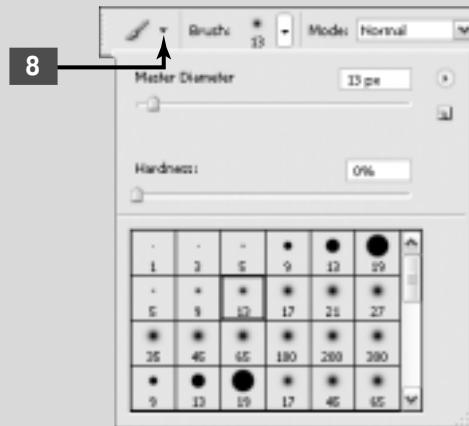 Brush: 13 Mode: Normal
8
Master Diameter 13 px
Hardness: 0%
1 3 5 9 13 19
5 9 13 17 21 27
35 45 65 100 200 300
9 13 19 17 45 65